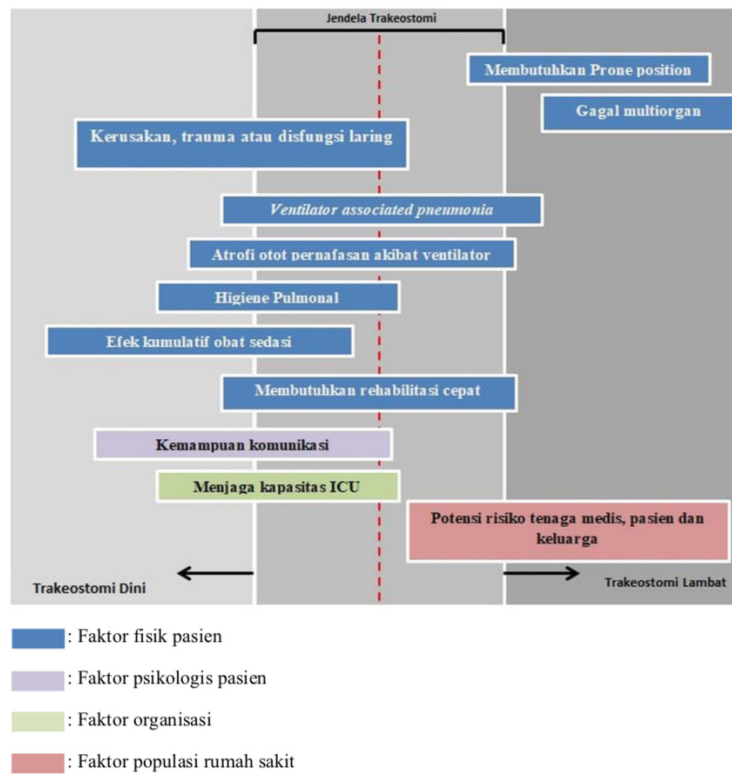 Jendela Trakeostomi
Membutuhkan Prone position
Gagal multiorgan
Kerusakan, trauma atau disfungsi laring
Ventilator associated pneumonia
Atrofi otot pernafasan akibat ventilator
Higiene Pulmonal
Efek kumulatif obat sedasi
Membutuhkan rehabilitasi cepat
Kemampuan komunikasi
Menjaga kapasitas ICU
Potensi risiko tenaga medis, pasien dan
keluarga
Trakeostomi Dini
Trakeostomi Lambat
: Faktor fisik pasien
: Faktor psikologis pasien
: Faktor organisasi
: Faktor populasi rumah sakit